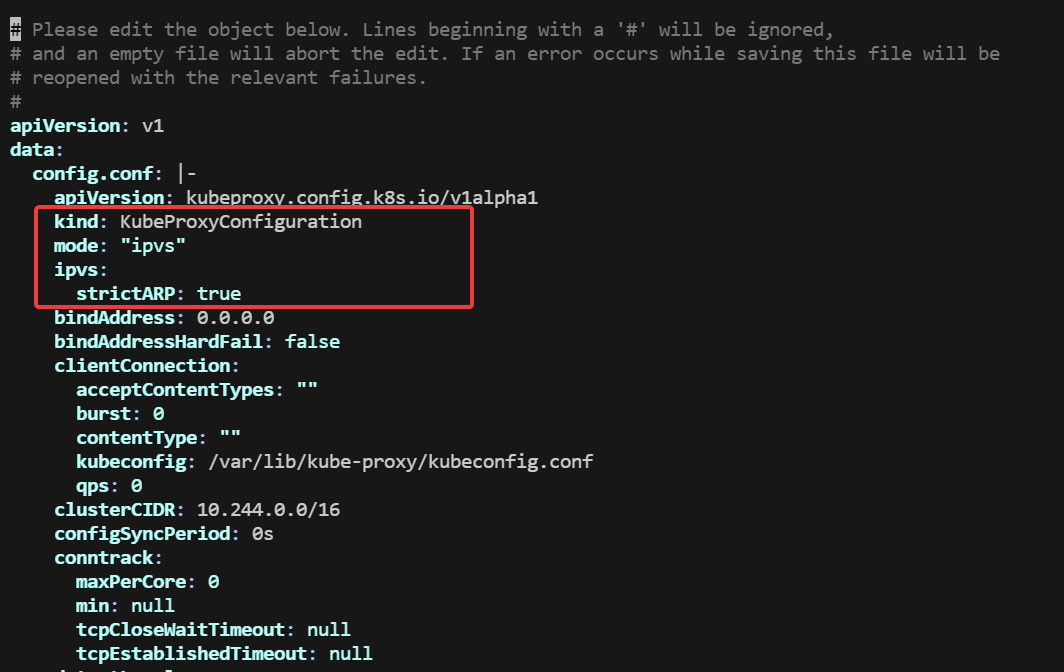 # Please edit the object below. Lines beginning with a '#' will be ignored,
# and an empty file will abort the edit. If an error occurs while saving this file will be
# reopened with the relevant failures.
#
apiVersion: v1
data:
  config.conf: |-
    apiVersion: kubeproxy.config.k8s.io/v1alpha1
    kind: KubeProxyConfiguration
    mode: "ipvs"
    ipvs:
      strictARP: true
    bindAddress: 0.0.0.0
    bindAddressHardFail: false
    clientConnection:
      acceptContentTypes: ""
      burst: 0
      contentType: ""
      kubeconfig: /var/lib/kube-proxy/kubeconfig.conf
      qps: 0
    clusterCIDR: 10.244.0.0/16
    configSyncPeriod: 0s
    conntrack:
      maxPerCore: 0
      min: null
      tcpCloseWaitTimeout: null
      tcpEstablishedTimeout: null